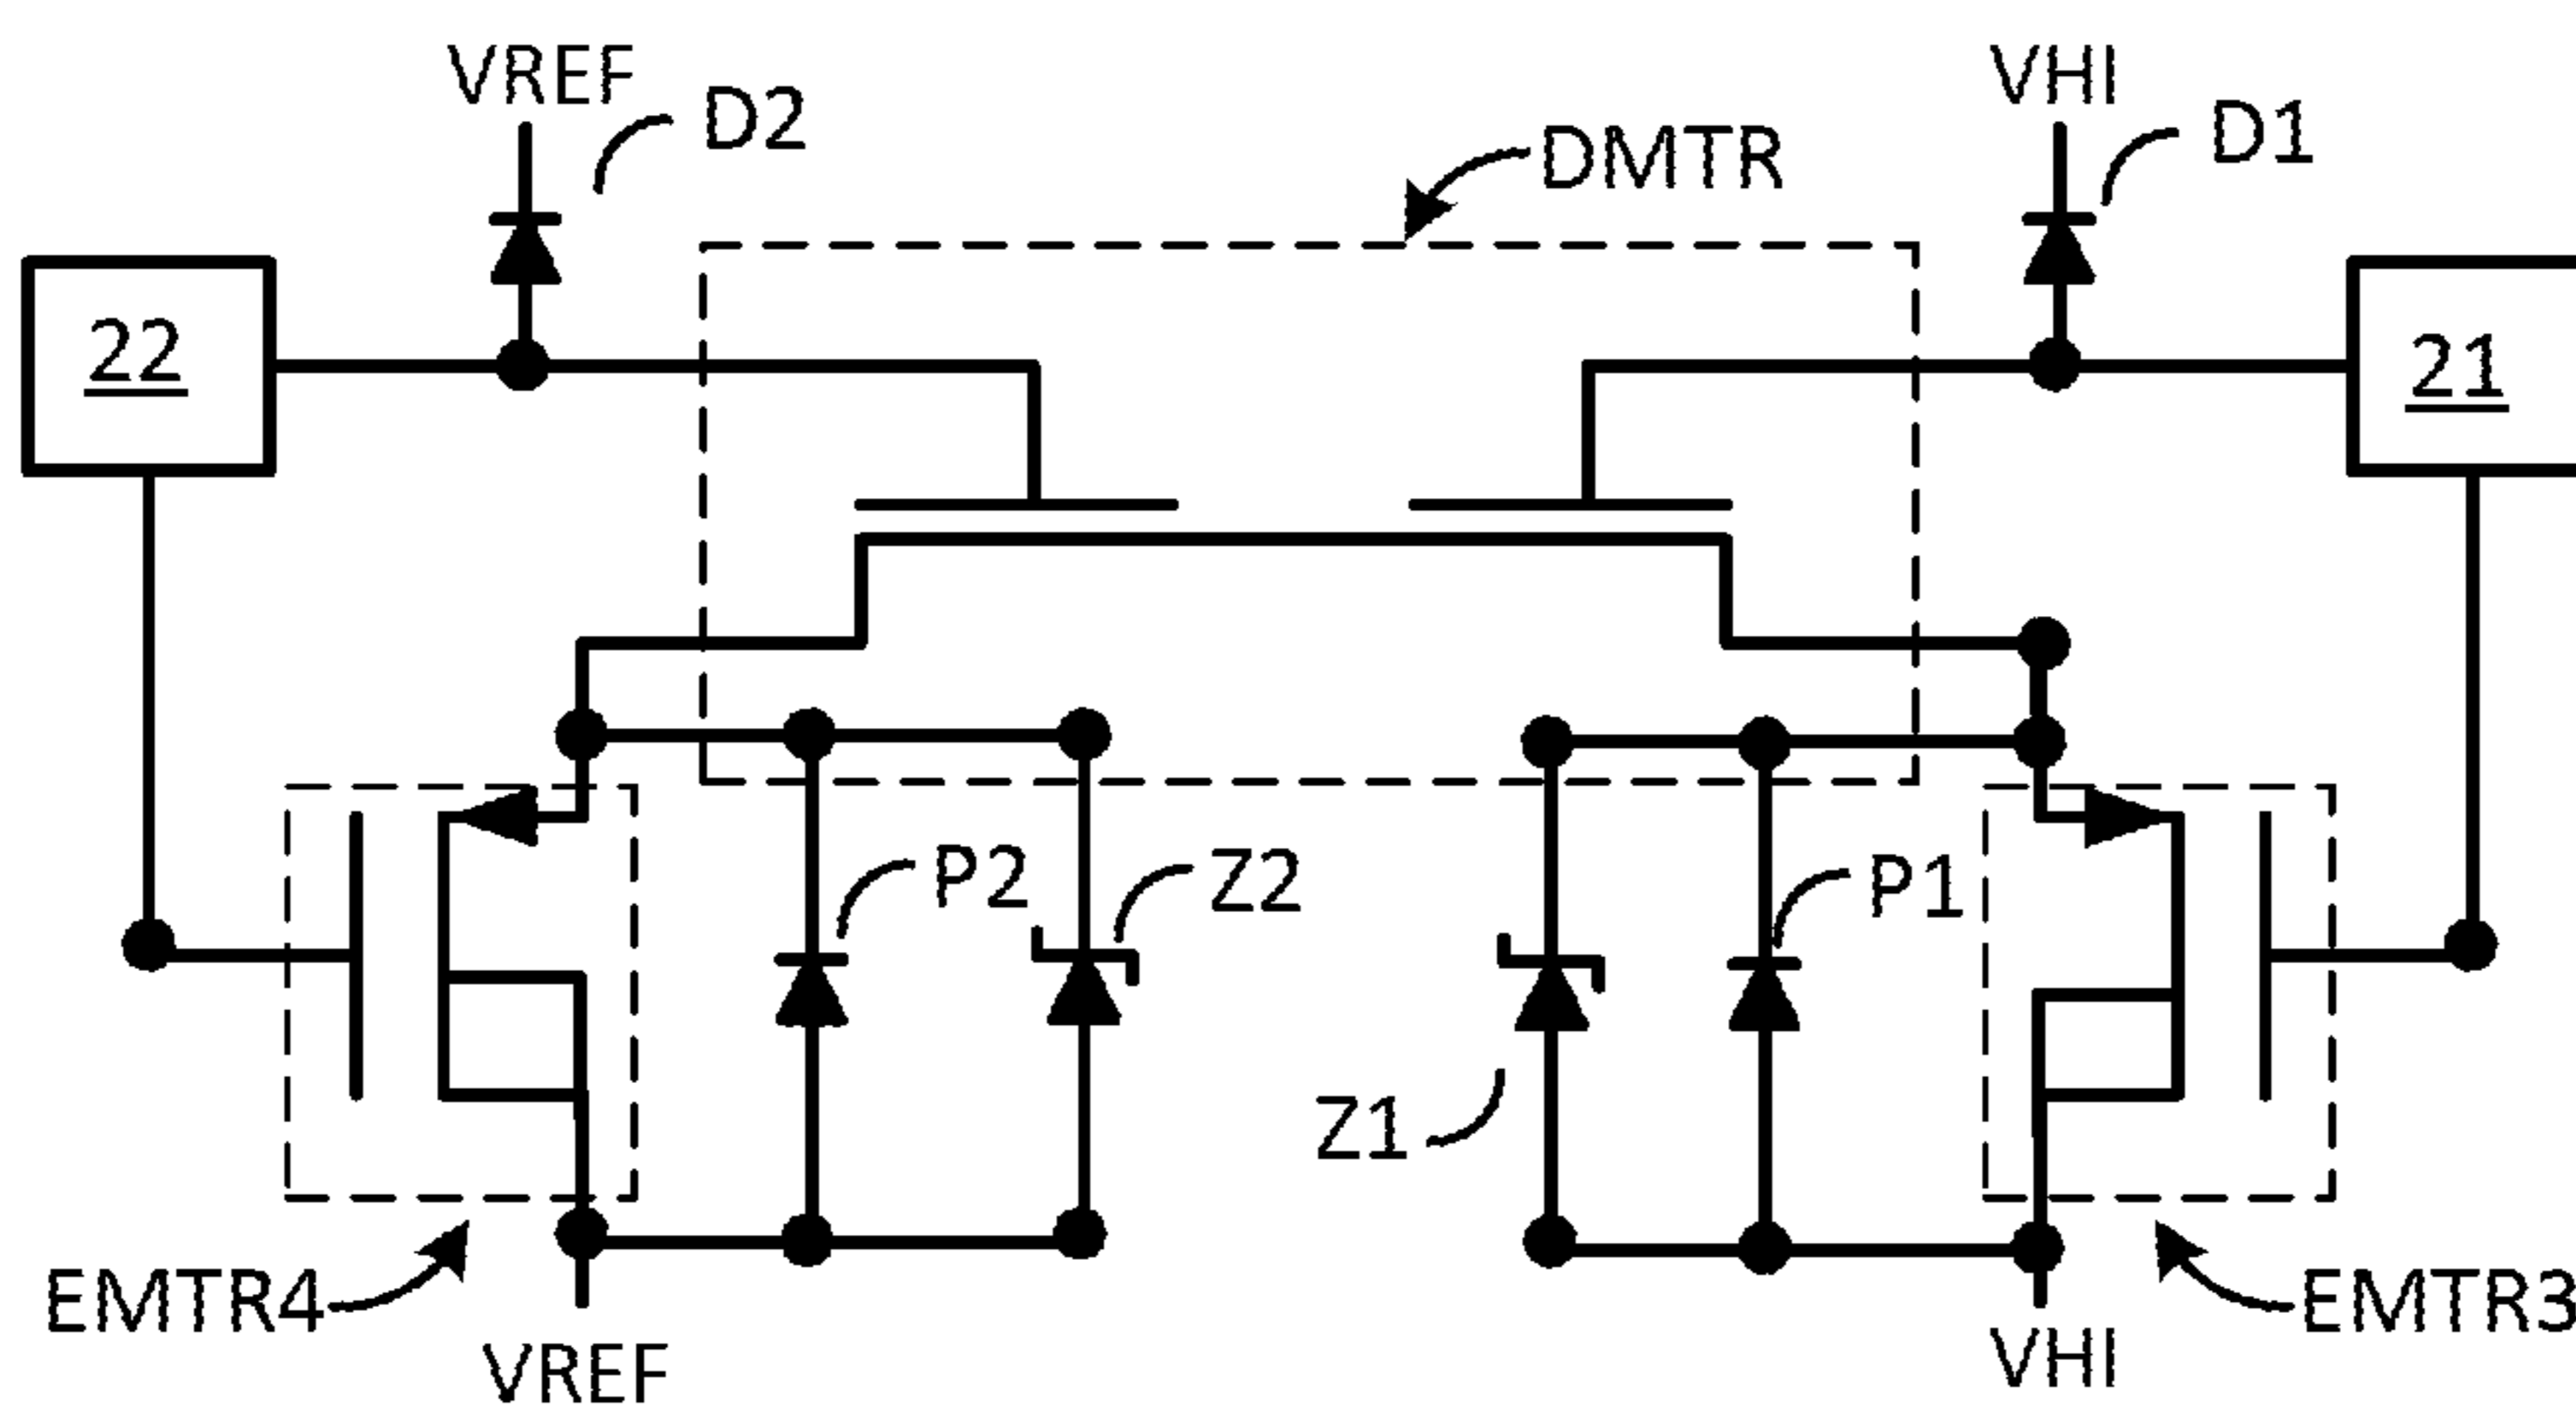 VREF
VHI
D2
D1
DMTR
22
21
P2
Z2
P1
Z1
EMTR4
EMTR3
VREF
VHI